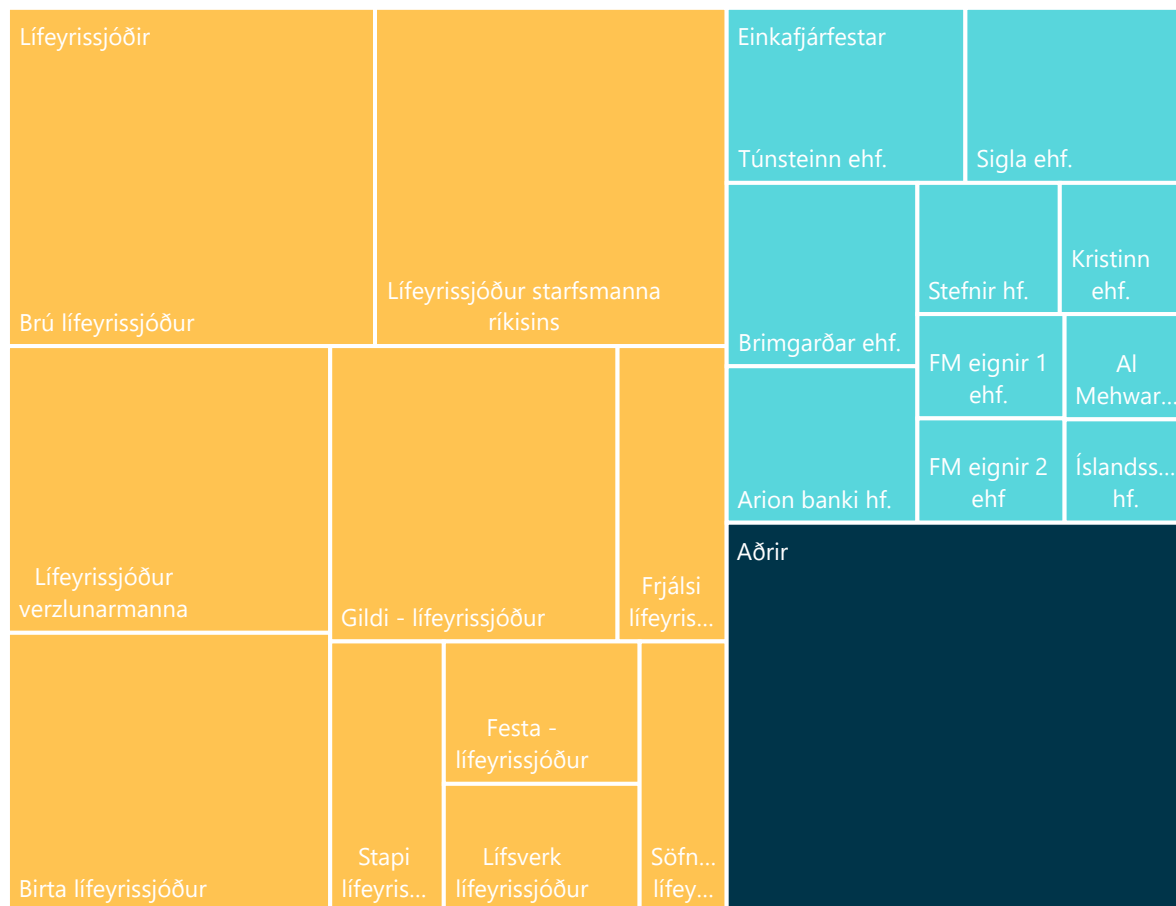 Lífeyrissjóðir
Brú lífeyrissjóður
Lífeyrissjóður starfsmanna
ríkisins
Lífeyrissjóður
verzlunarmanna
Gildi - lífeyrissjóður
Frjálsi
lífeyris...
Birta lífeyrissjóður
Stapi
lífeyris...
Festa -
lífeyrissjóður
Lífsverk
lífeyrissjóður
Söfn...
lífey...
Einkafjárfestar
Túnsteinn ehf.
Sigla ehf.
Brimgarðar ehf.
Stefnir hf.
Kristinn
ehf.
Arion banki hf.
FM eignir 1
ehf.
Al
Mehwar...
FM eignir 2
ehf
Íslandss...
hf.
Aðrir